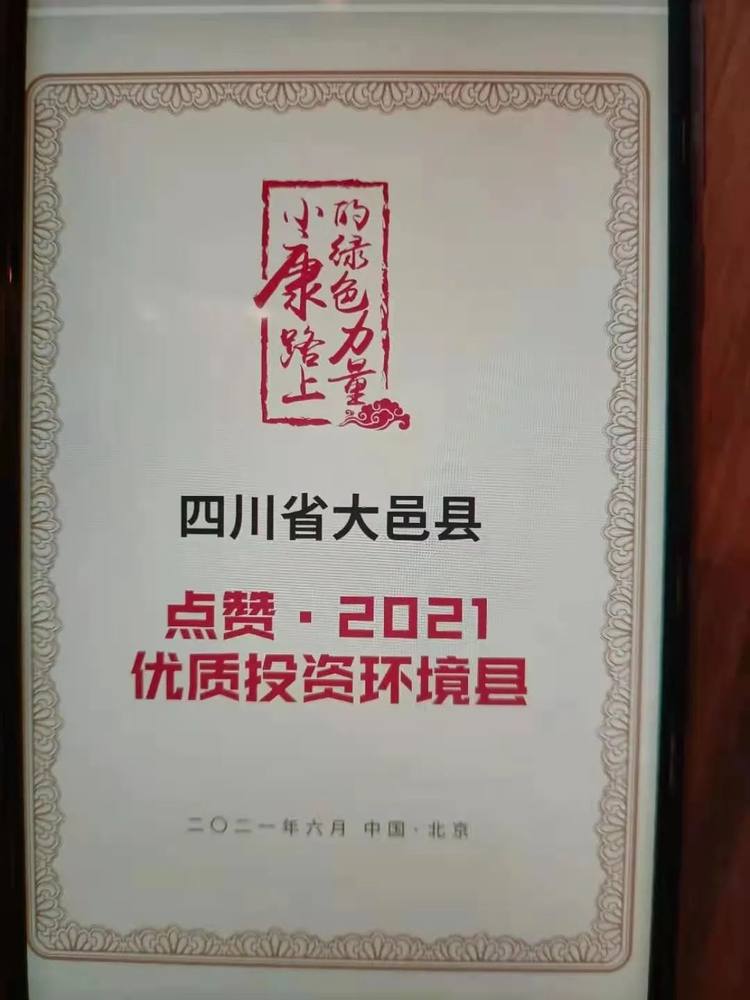 小康路上
的绿色力量
四川省大邑县
点赞·2021
优质投资环境县
二〇二一年六月 中国·北京